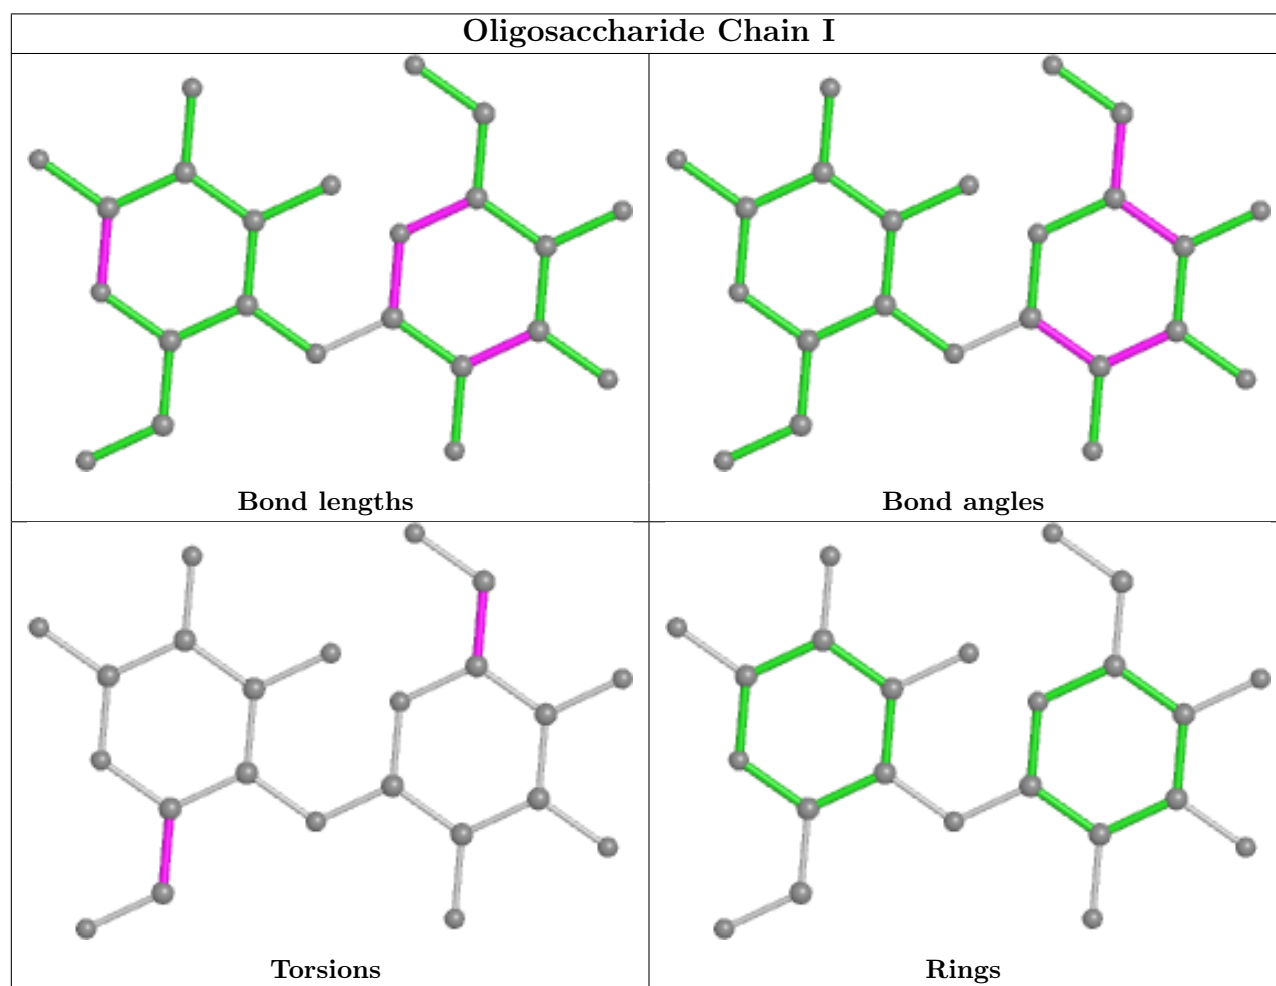 Oligosaccharide Chain I
Bond lengths
Bond angles
Torsions
Rings